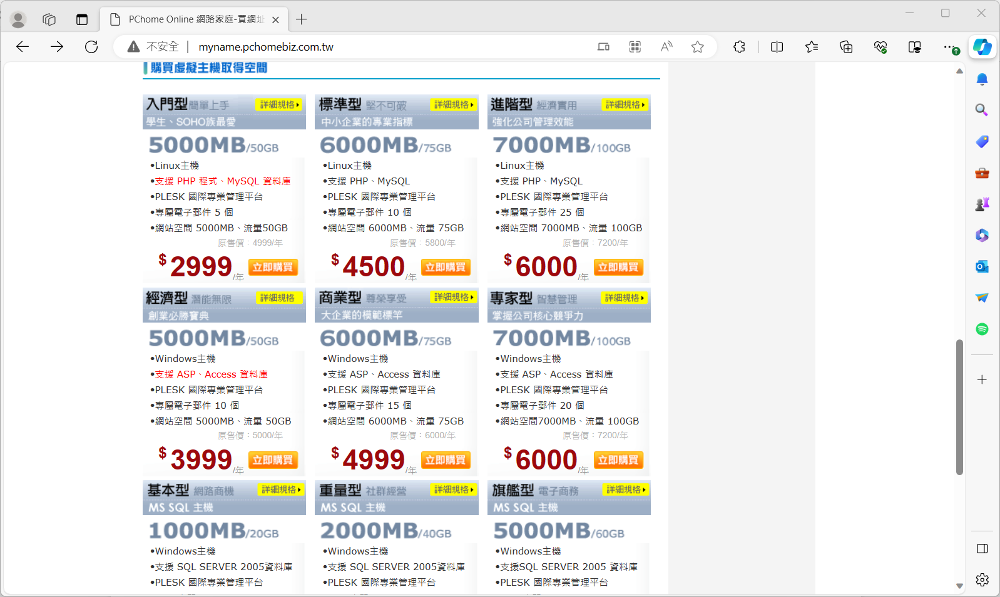 PChome Online 網路家庭-買網址
不安全 | myname.pchomebiz.com.tw
購買虛擬主機取得空間
入門型 簡單上手 詳細規格
學生、SOHO族最愛
5000MB/50GB
•Linux主機
•支援 PHP 程式、MySQL 資料庫
•PLESK 國際專業管理平台
•專屬電子郵件 5 個
•網站空間 5000MB、流量50GB
原售價：4999/年
$2999/年 立即購買
標準型 堅不可破 詳細規格
中小企業的專業指標
6000MB/75GB
•Linux主機
•支援 PHP、MySQL
•PLESK 國際專業管理平台
•專屬電子郵件 10 個
•網站空間 6000MB、流量 75GB
原售價：5800/年
$4500/年 立即購買
進階型 經濟實用 詳細規格
強化公司管理效能
7000MB/100GB
•Linux主機
•支援 PHP、MySQL
•PLESK 國際專業管理平台
•專屬電子郵件 25 個
•網站空間 7000MB、流量 100GB
原售價：7200/年
$6000/年 立即購買
經濟型 潛能無限 詳細規格
創業必勝寶典
5000MB/50GB
•Windows主機
•支援 ASP、Access 資料庫
•PLESK 國際專業管理平台
•專屬電子郵件 10 個
•網站空間 5000MB、流量 50GB
原售價：5000/年
$3999/年 立即購買
商業型 尊榮享受 詳細規格
大企業的模範標竿
6000MB/75GB
•Windows主機
•支援 ASP、Access 資料庫
•PLESK 國際專業管理平台
•專屬電子郵件 15 個
•網站空間 6000MB、流量 75GB
原售價：6000/年
$4999/年 立即購買
專家型 智慧管理 詳細規格
掌握公司核心競爭力
7000MB/100GB
•Windows主機
•支援 ASP、Access 資料庫
•PLESK 國際專業管理平台
•專屬電子郵件 20 個
•網站空間7000MB、流量 100GB
原售價：7200/年
$6000/年 立即購買
基本型 網路商機 詳細規格
MS SQL 主機
1000MB/20GB
•Windows主機
•支援 SQL SERVER 2005資料庫
•PLESK 國際專業管理平台
重量型 社群經營 詳細規格
MS SQL 主機
2000MB/40GB
•Windows主機
•支援 SQL SERVER 2005資料庫
•PLESK 國際專業管理平台
旗艦型 電子商務 詳細規格
MS SQL 主機
5000MB/60GB
•Windows主機
•支援SQL SERVER 2005 資料庫
•PLESK 國際專業管理平台